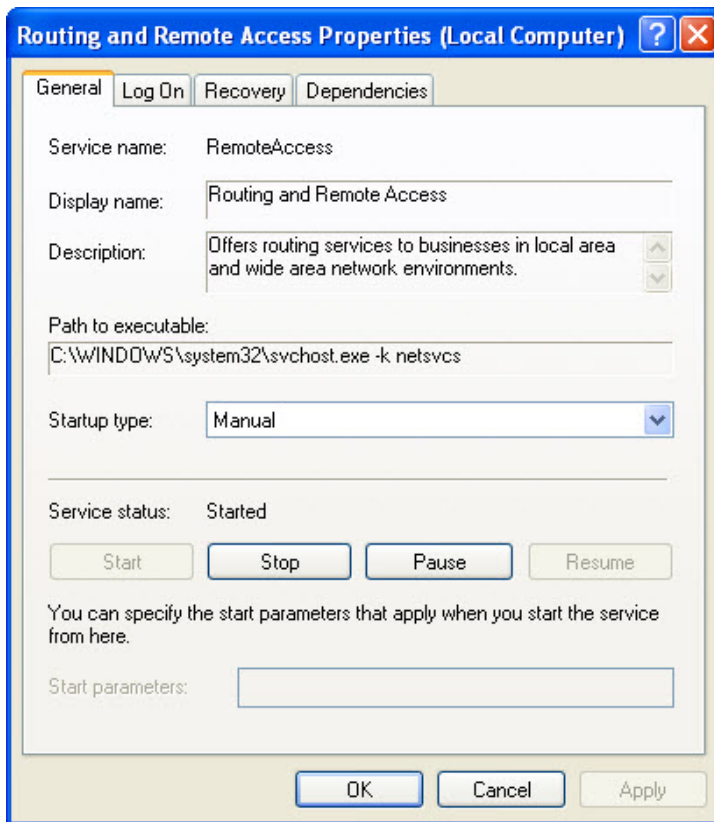 Routing and Remote Access Properties (Local Computer) ?
General Log On Recovery Dependencies
Service name: RemoteAccess
Display name: Routing and Remote Access
Description: Offers routing services to businesses in local area
and wide area network environments.
Path to executable:
C:\WINDOWS\system32\svchost.exe -k netsvcs
Startup type: Manual
Service status: Started
Start Stop Pause Resume
You can specify the start parameters that apply when you start the service
from here.
Start parameters:
OK Cancel Apply